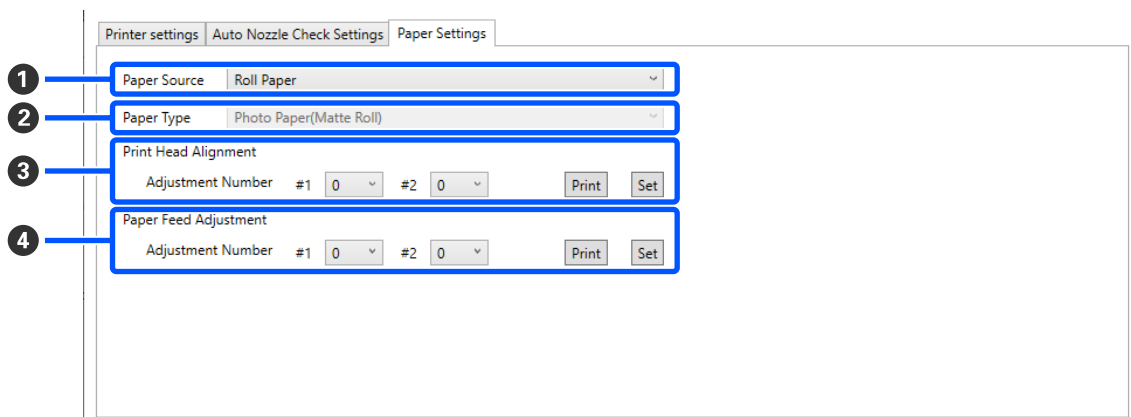 Printer settings Auto Nozzle Check Settings Paper Settings
1 Paper Source Roll Paper
2 Paper Type Photo Paper(Matte Roll)
Print Head Alignment
3 Adjustment Number #1 0 #2 0 Print Set
Paper Feed Adjustment
4 Adjustment Number #1 0 #2 0 Print Set